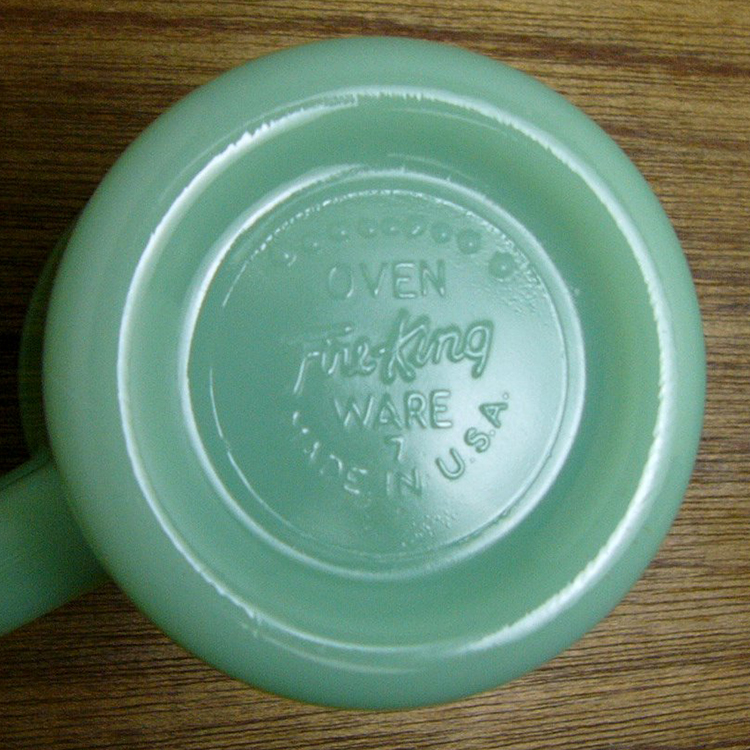 OVEN
Fire-King
WARE
7
MADE IN U.S.A.